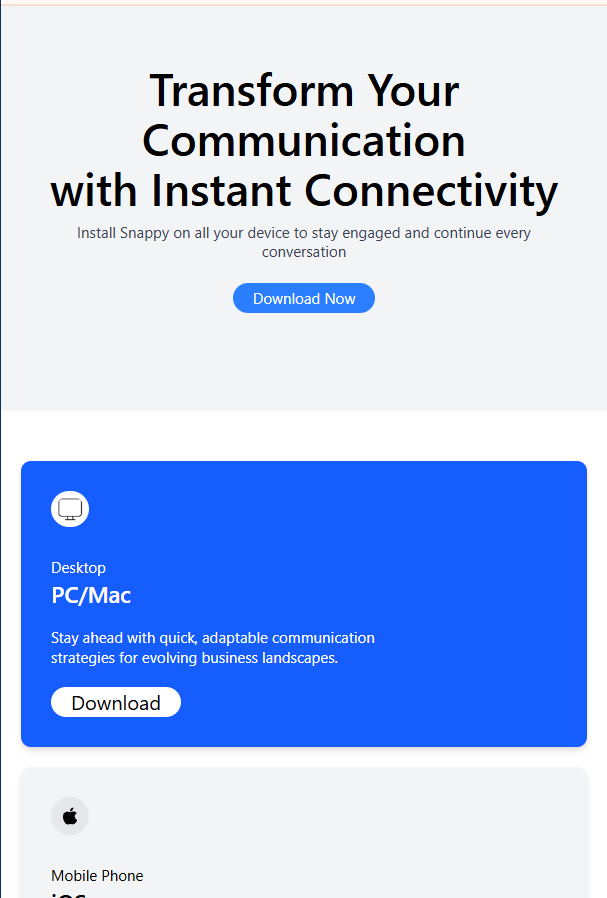 Transform Your
Communication
with Instant Connectivity
Install Snappy on all your device to stay engaged and continue every
conversation
Download Now
Desktop
PC/Mac
Stay ahead with quick, adaptable communication
strategies for evolving business landscapes.
Download
Mobile Phone
iOS